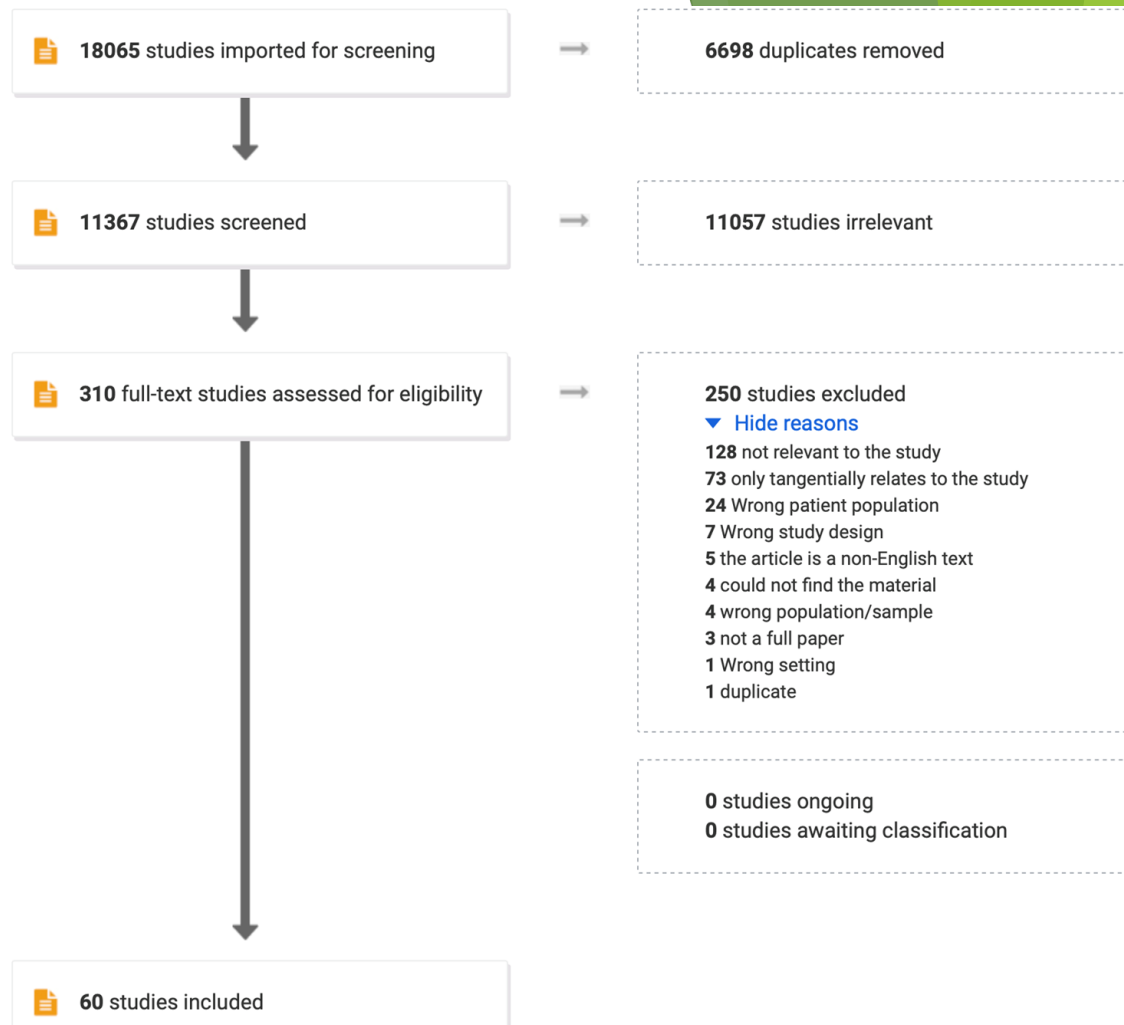 18065 studies imported for screening
6698 duplicates removed
11367 studies screened
11057 studies irrelevant
310 full-text studies assessed for eligibility
250 studies excluded
Hide reasons
128 not relevant to the study
73 only tangentially relates to the study
24 Wrong patient population
7 Wrong study design
5 the article is a non-English text
4 could not find the material
4 wrong population/sample
3 not a full paper
1 Wrong setting
1 duplicate
0 studies ongoing
0 studies awaiting classification
60 studies included